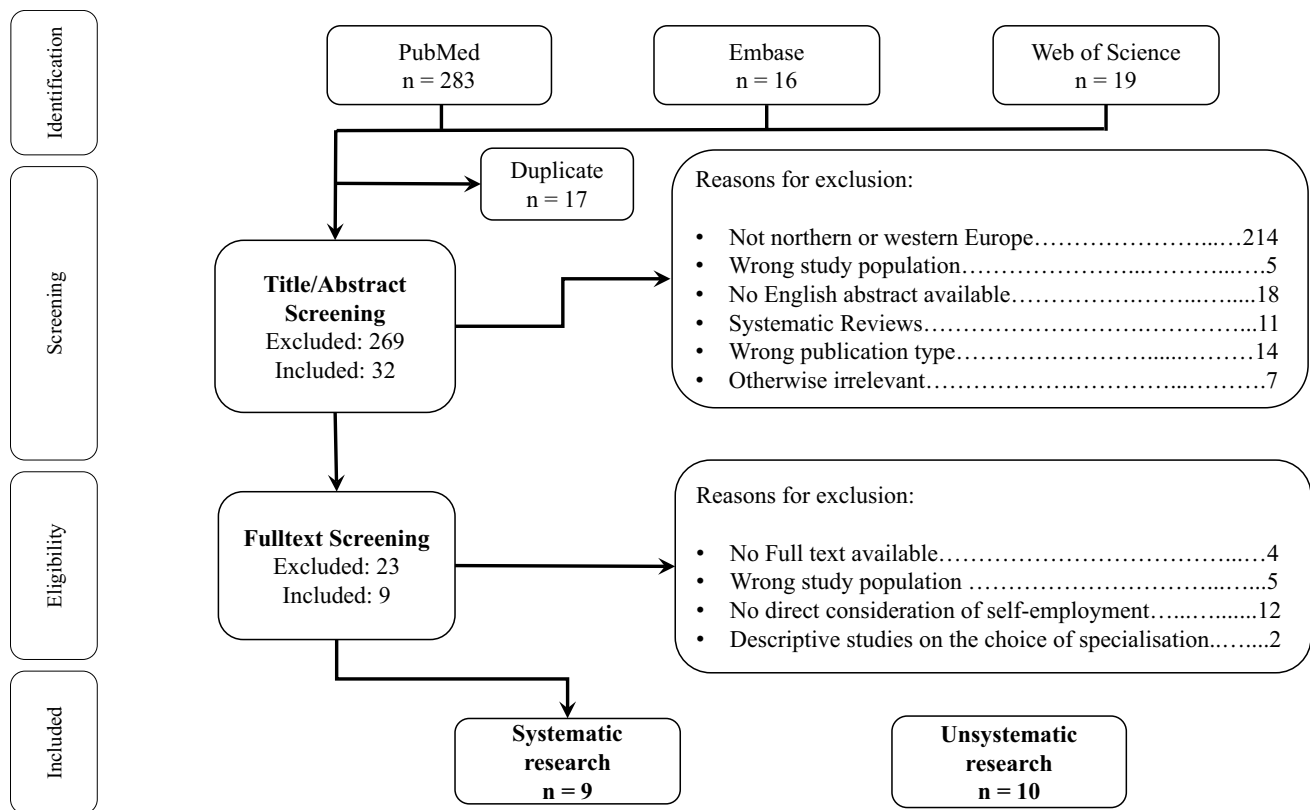 Identification
PubMed
n = 283
Embase
n = 16
Web of Science
n = 19
Screening
Duplicate
n = 17
Title/Abstract
Screening
Excluded: 269
Included: 32
Reasons for exclusion:
• Not northern or western Europe…………………...…214
• Wrong study population…………………...………...….5
• No English abstract available…………………...….....18
• Systematic Reviews…………………….…………...11
• Wrong publication type……………………......………14
• Otherwise irrelevant…………….……………...……….7
Eligibility
Fulltext Screening
Excluded: 23
Included: 9
Reasons for exclusion:
• No Full text available………………………………...…4
• Wrong study population ……………………………...….5
• No direct consideration of self-employment…..….......12
• Descriptive studies on the choice of specialisation..…....2
Included
Systematic
research
n = 9
Unsystematic
research
n = 10